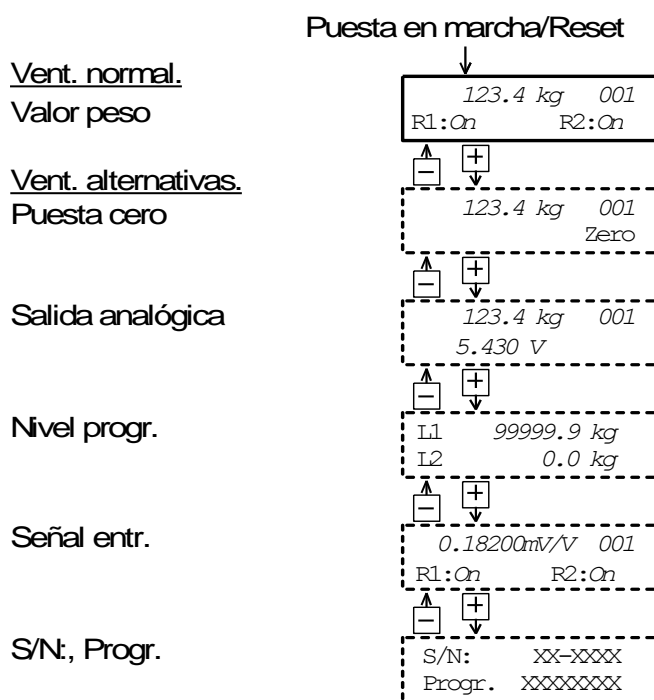 Puesta en marcha/Reset
Vent. normal.
Valor peso
123.4 kg 001
R1:On R2:On
− +
Vent. alternativas.
Puesta cero
123.4 kg 001
Zero
− +
Salida analógica
123.4 kg 001
5.430 V
− +
Nivel progr.
L1 99999.9 kg
L2 0.0 kg
− +
Señal entr.
0.18200mV/V 001
R1:On R2:On
− +
S/N:, Progr.
S/N: XX-XXXX
Progr. XXXXXXXX